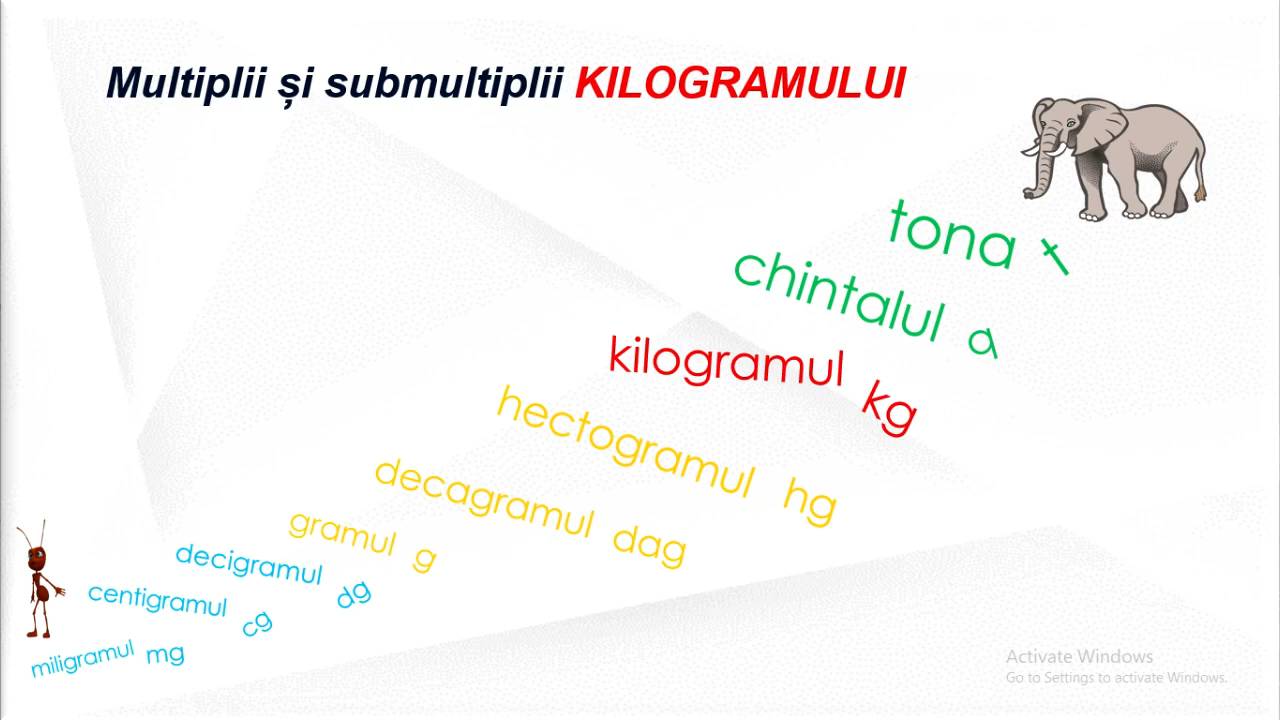 Multiplii și submultiplii KILOGRAMULUI
tona t
chintalul q
kilogramul kg
hectogramul hg
decagramul dag
gramul g
decigramul dg
centigramul cg
miligramul mg
Activate Windows
Go to Settings to activate Windows.